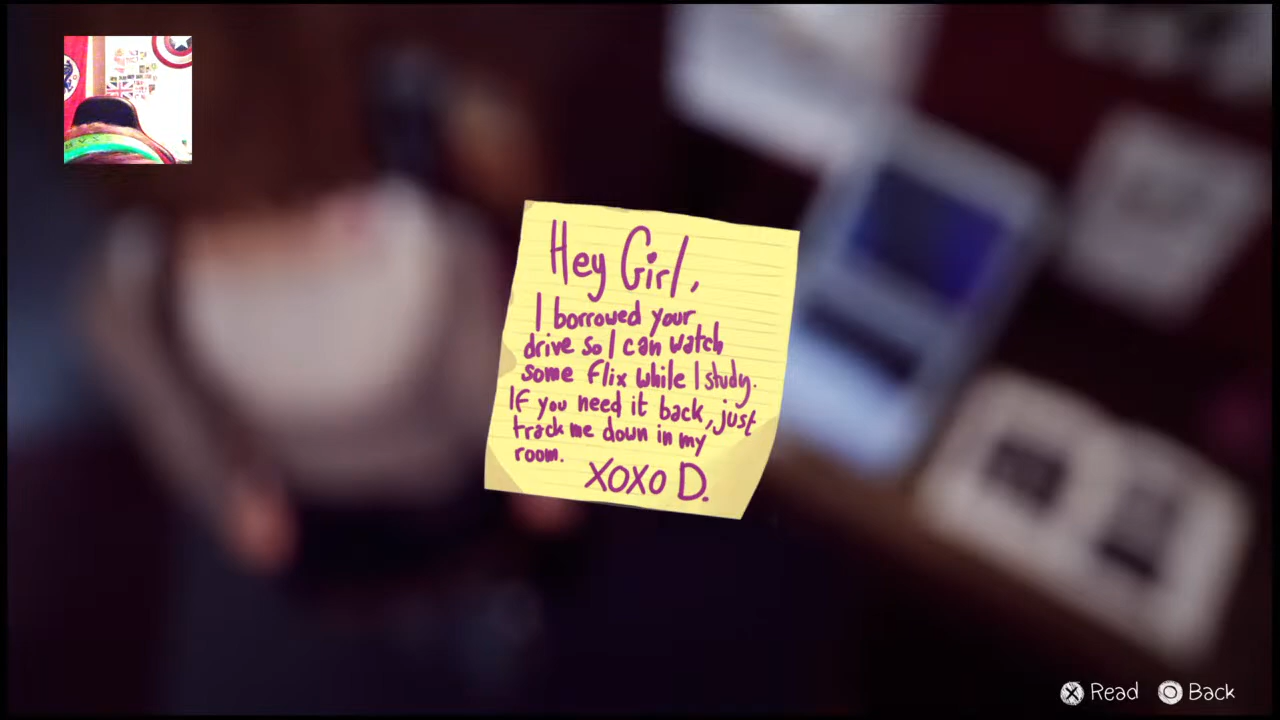 Hey Girl,
I borrowed your
drive so I can watch
some Flix while I study.
If you need it back, just
track me down in my
room.
XOXO D.
Read Back